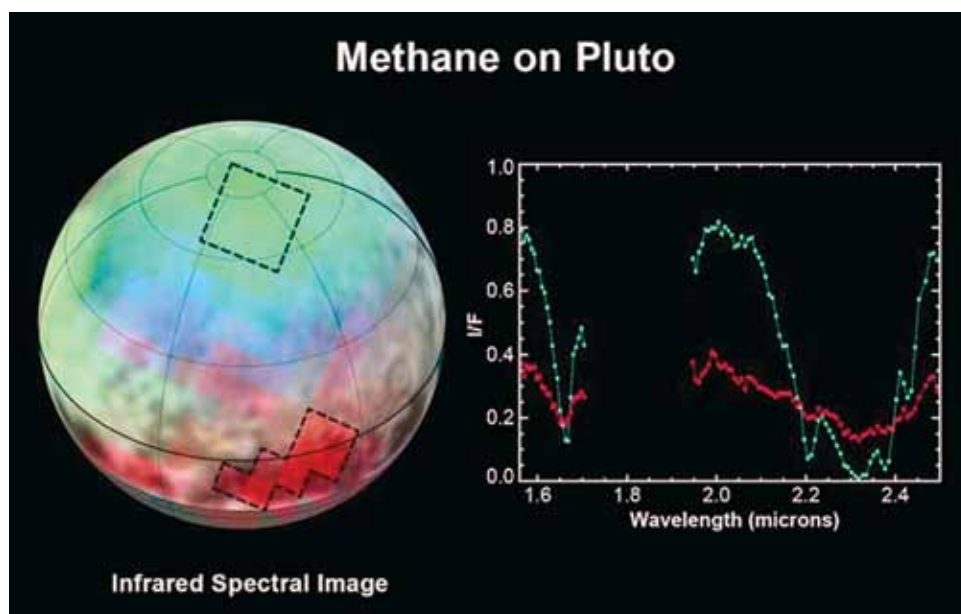 Methane on Pluto
1.0
0.8
0.6
0.4
0.2
0.0
I/F
1.6
1.8
2.0
2.2
2.4
Wavelength (microns)
Infrared Spectral Image